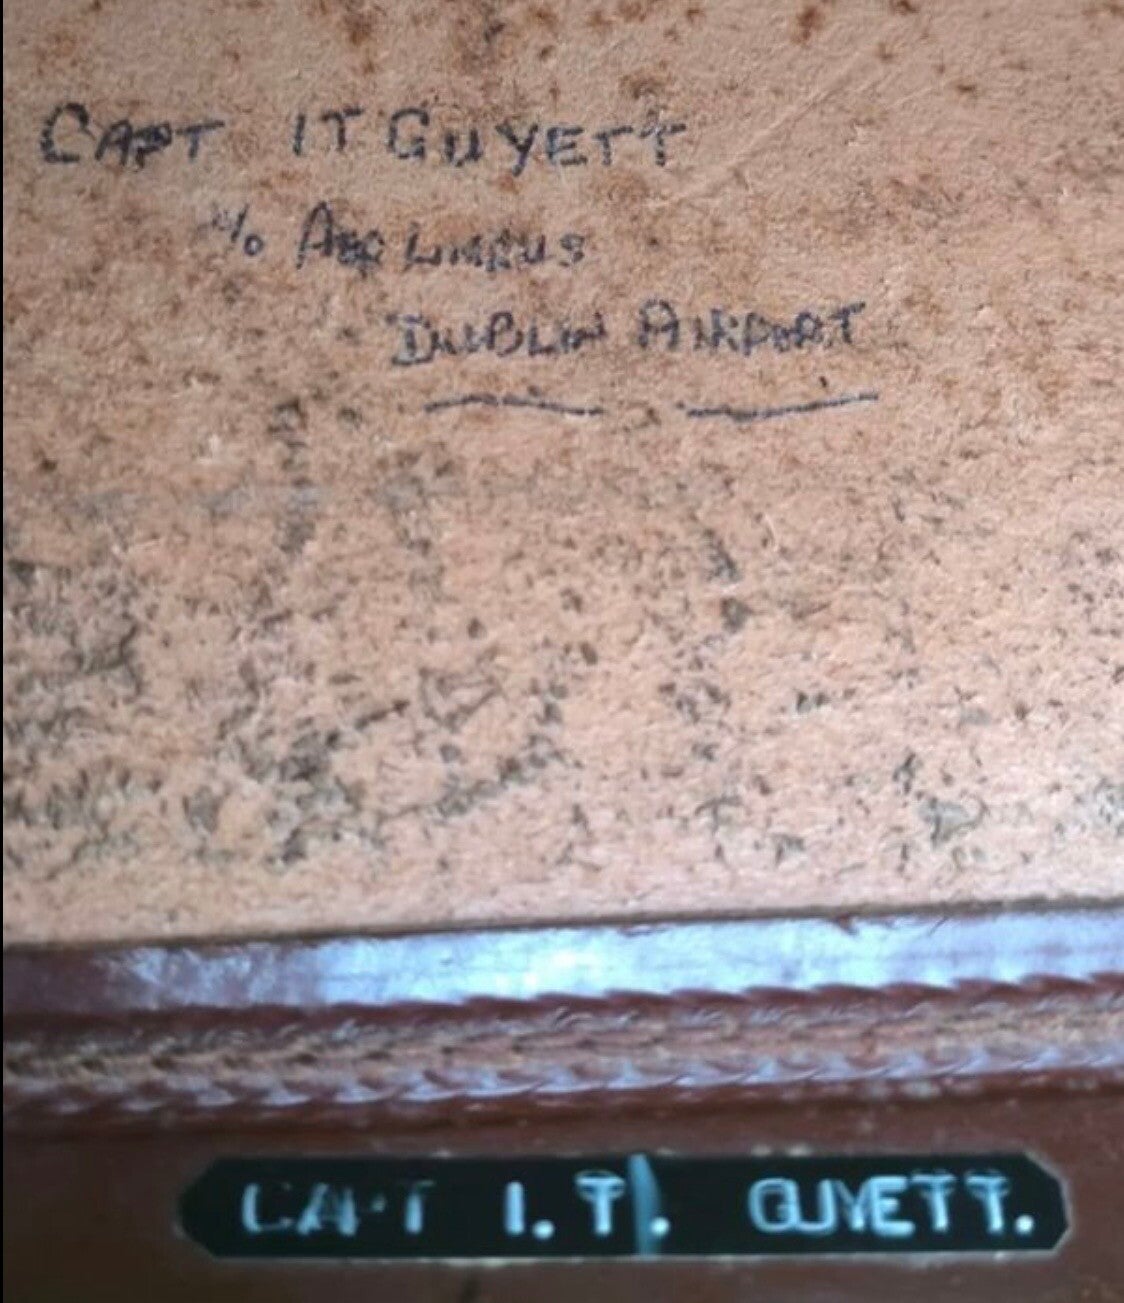 CAPT IT GUYETT
c/o AER LINGUS
DUBLIN AIRPORT
CAPT I.T. GUYETT.